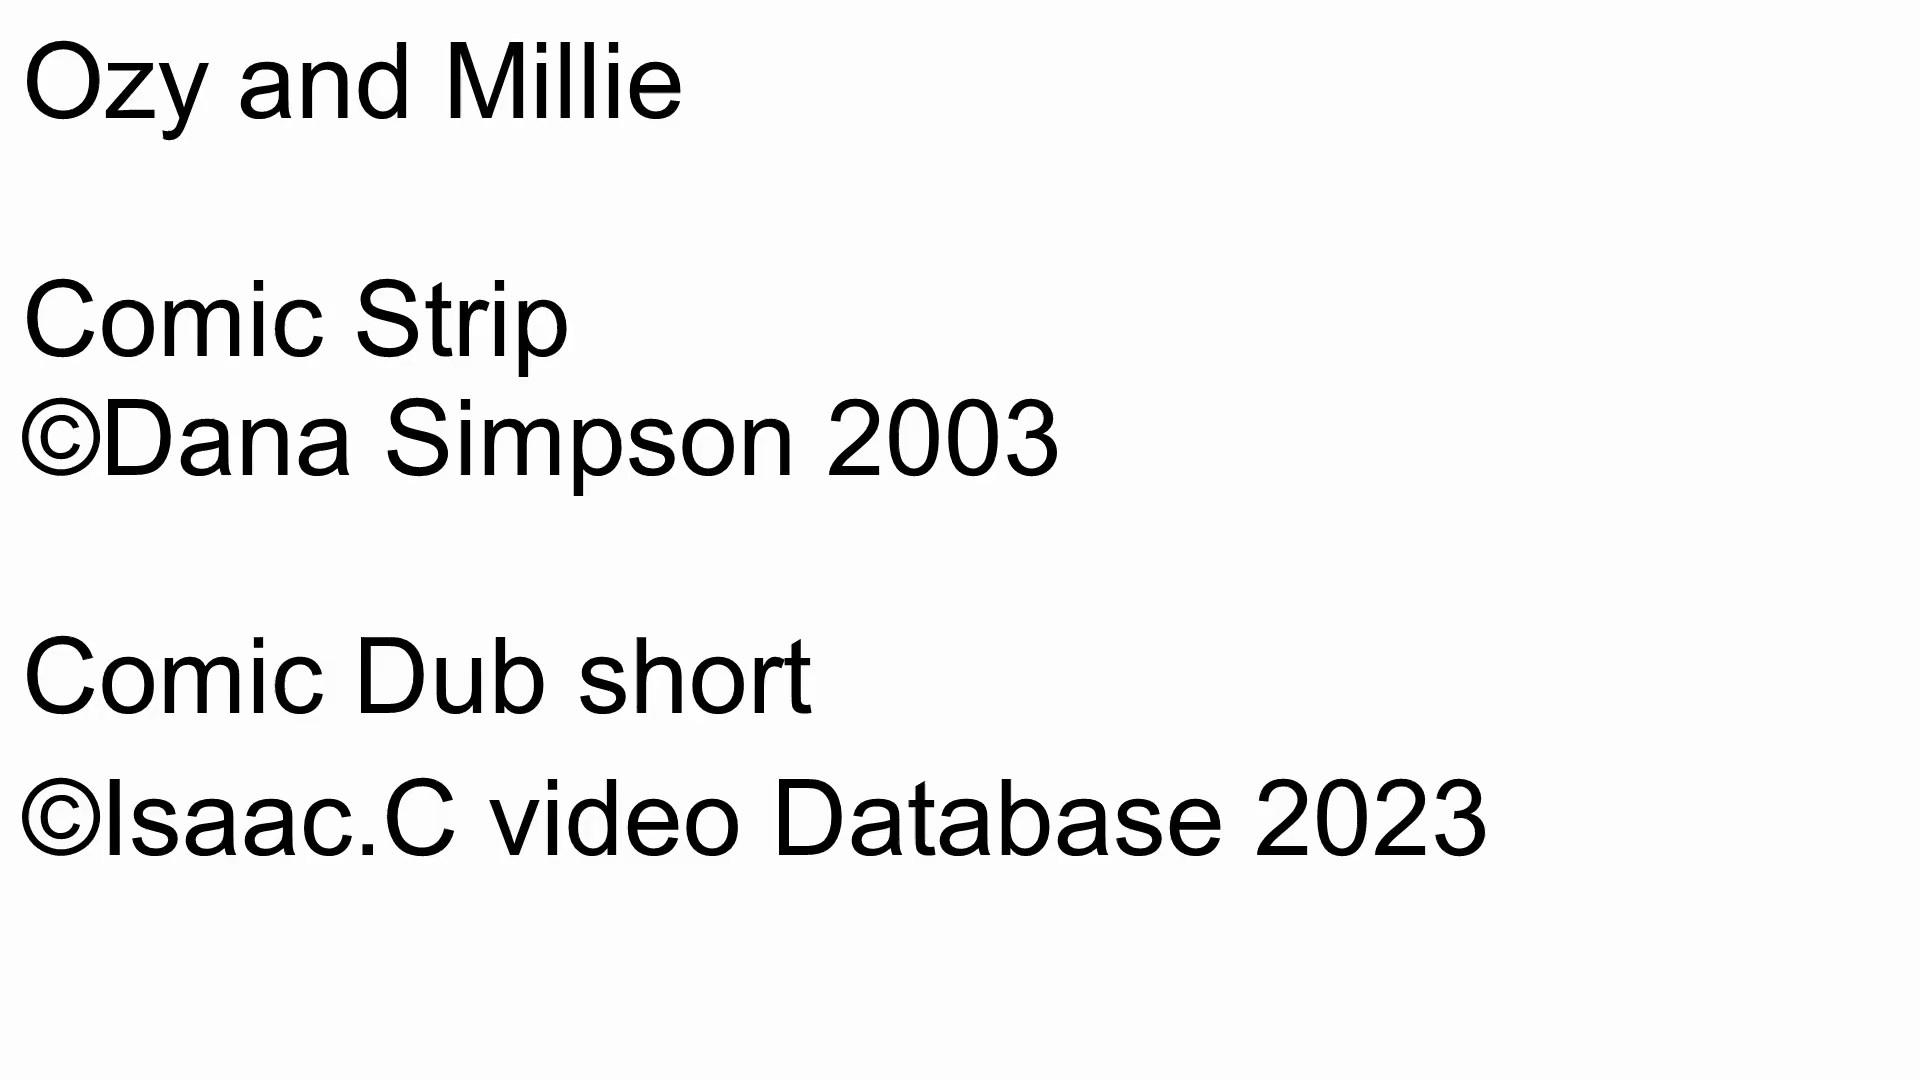 Ozy and Millie
Comic Strip
©Dana Simpson 2003
Comic Dub short
©Isaac.C video Database 2023